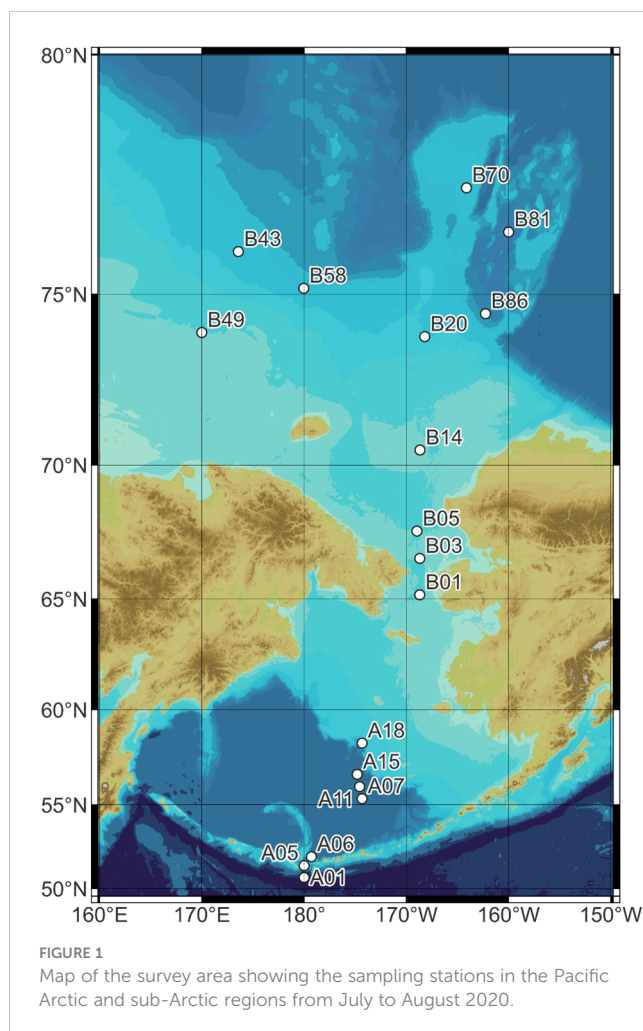 80°N
B70
B81
B43
B58
75°N
B86
B49
B20
B14
70°N
B05
B03
B01
65°N
60°N
A18
A15
A07
A11
55°N
A06
A05
A01
50°N
160°E 170°E 180° 170°W 160°W 150°W
FIGURE 1
Map of the survey area showing the sampling stations in the Pacific
Arctic and sub-Arctic regions from July to August 2020.